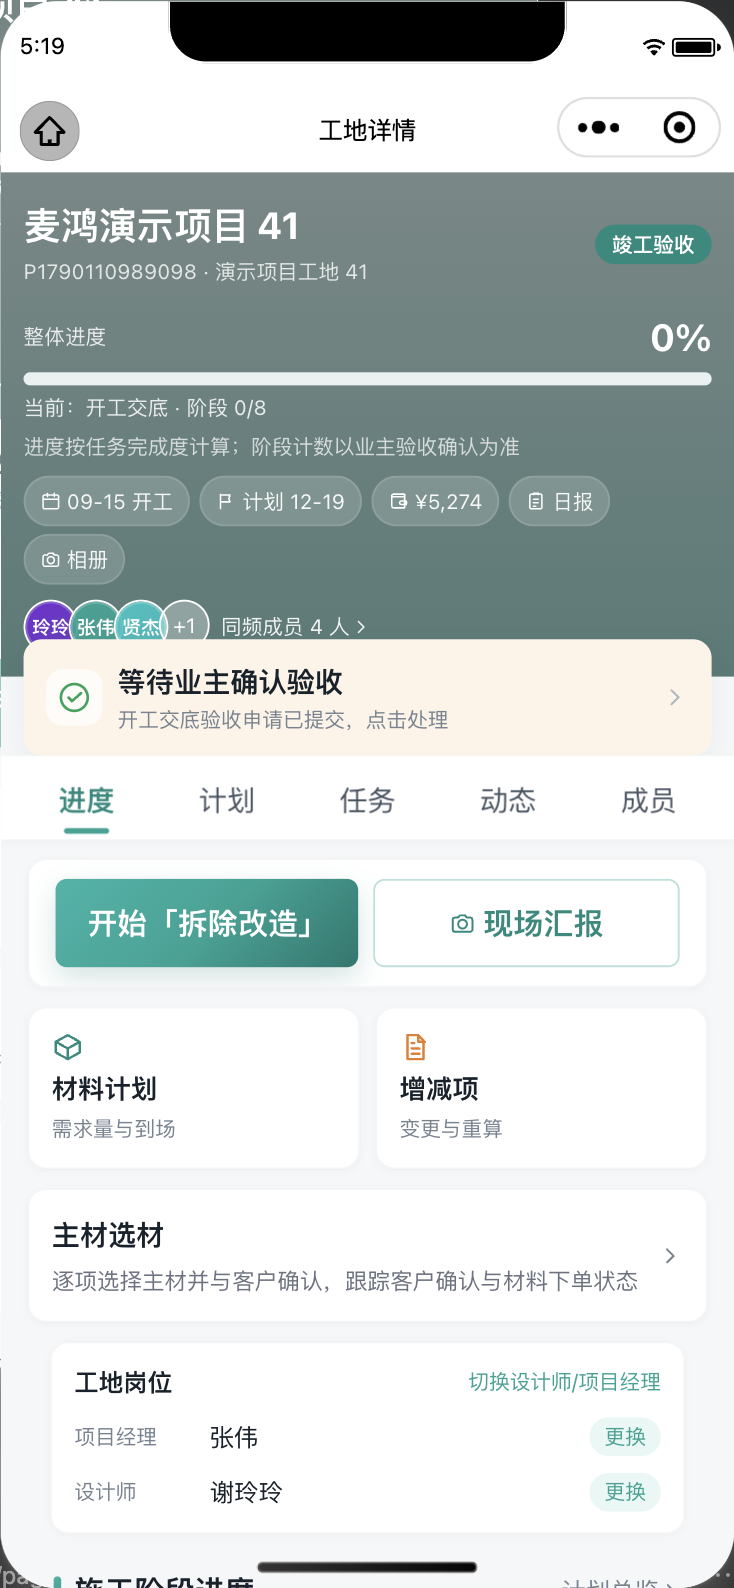 5:19
工地详情
麦鸿演示项目 41
竣工验收
P1790110989098 · 演示项目工地 41
整体进度
0%
当前：开工交底 · 阶段 0/8
进度按任务完成度计算；阶段计数以业主验收确认为准
09-15 开工
计划 12-19
¥5,274
日报
相册
玲玲
张伟
贤杰
+1
同频成员 4 人
等待业主确认验收
开工交底验收申请已提交，点击处理
进度
计划
任务
动态
成员
开始「拆除改造」
现场汇报
材料计划
需求量与到场
增减项
变更与重算
主材选材
逐项选择主材并与客户确认，跟踪客户确认与材料下单状态
工地岗位
切换设计师/项目经理
项目经理
张伟
更换
设计师
谢玲玲
更换
施工阶段进度
计划总览